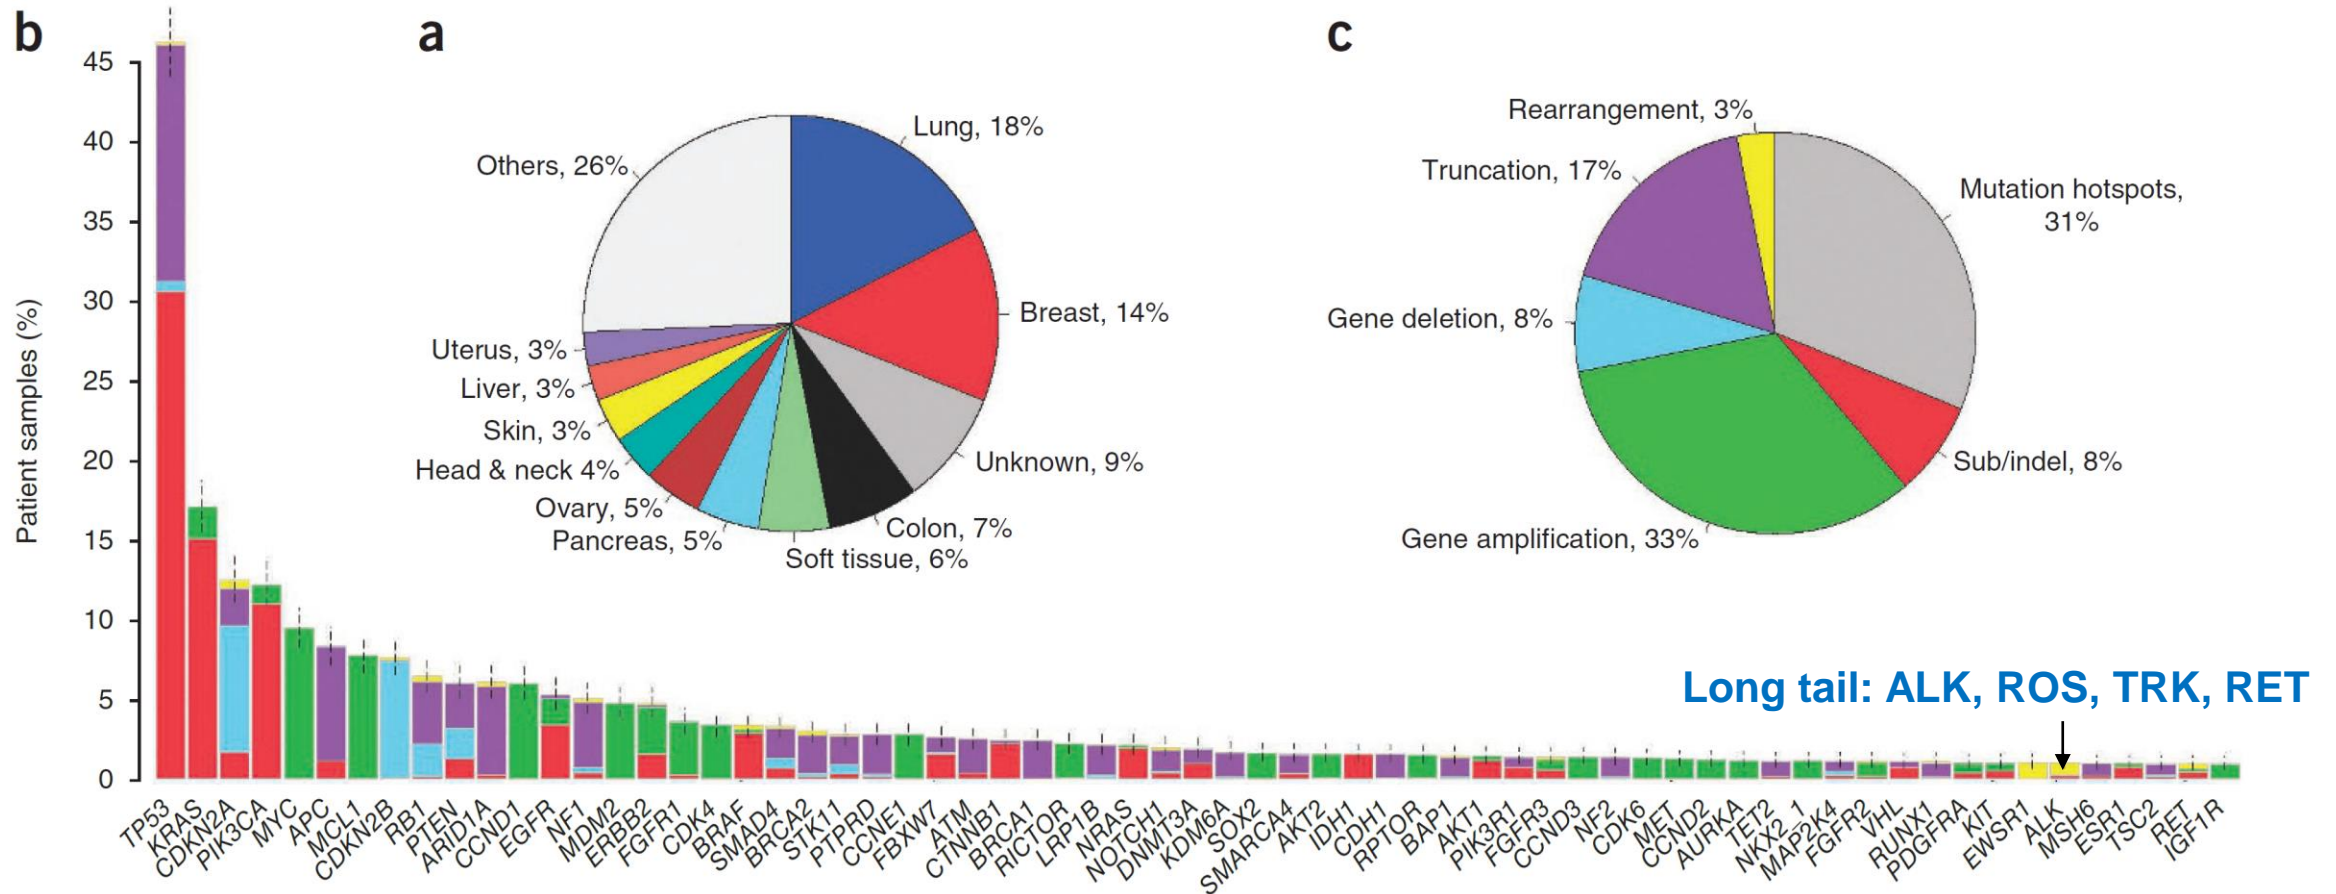 b
a
c
45
40
35
30
25
20
15
10
5
0
Patient samples (%)
Lung, 18%
Breast, 14%
Unknown, 9%
Colon, 7%
Soft tissue, 6%
Pancreas, 5%
Ovary, 5%
Head & neck 4%
Skin, 3%
Liver, 3%
Uterus, 3%
Others, 26%
Rearrangement, 3%
Truncation, 17%
Gene deletion, 8%
Gene amplification, 33%
Sub/indel, 8%
Mutation hotspots,
31%
Long tail: ALK, ROS, TRK, RET
TP53
KRAS
CDKN2A
PIK3CA
MYC
APC
MCL1
CDKN2B
RB1
PTEN
ARID1A
CCND1
EGFR
NF1
MDM2
ERBB2
FGFR1
CDK4
BRAF
SMAD4
BRCA2
STK11
PTPRD
CCNE1
FBXW7
ATM
CTNNB1
BRCA1
RICTOR
LRP1B
NRAS
NOTCH1
DNMT3A
KDM6A
SOX2
SMARCA4
AKT2
IDH1
CDH1
RPTOR
BAP1
AKT1
PIK3R1
FGFR3
CCND3
NF2
CDK6
MET
CCND2
AURKA
TET2
NKX2_1
MAP2K4
FGFR2
VHL
RUNX1
PDGFRA
KIT
EWSR1
ALK
MSH6
ESR1
TSC2
RET
IGF1R